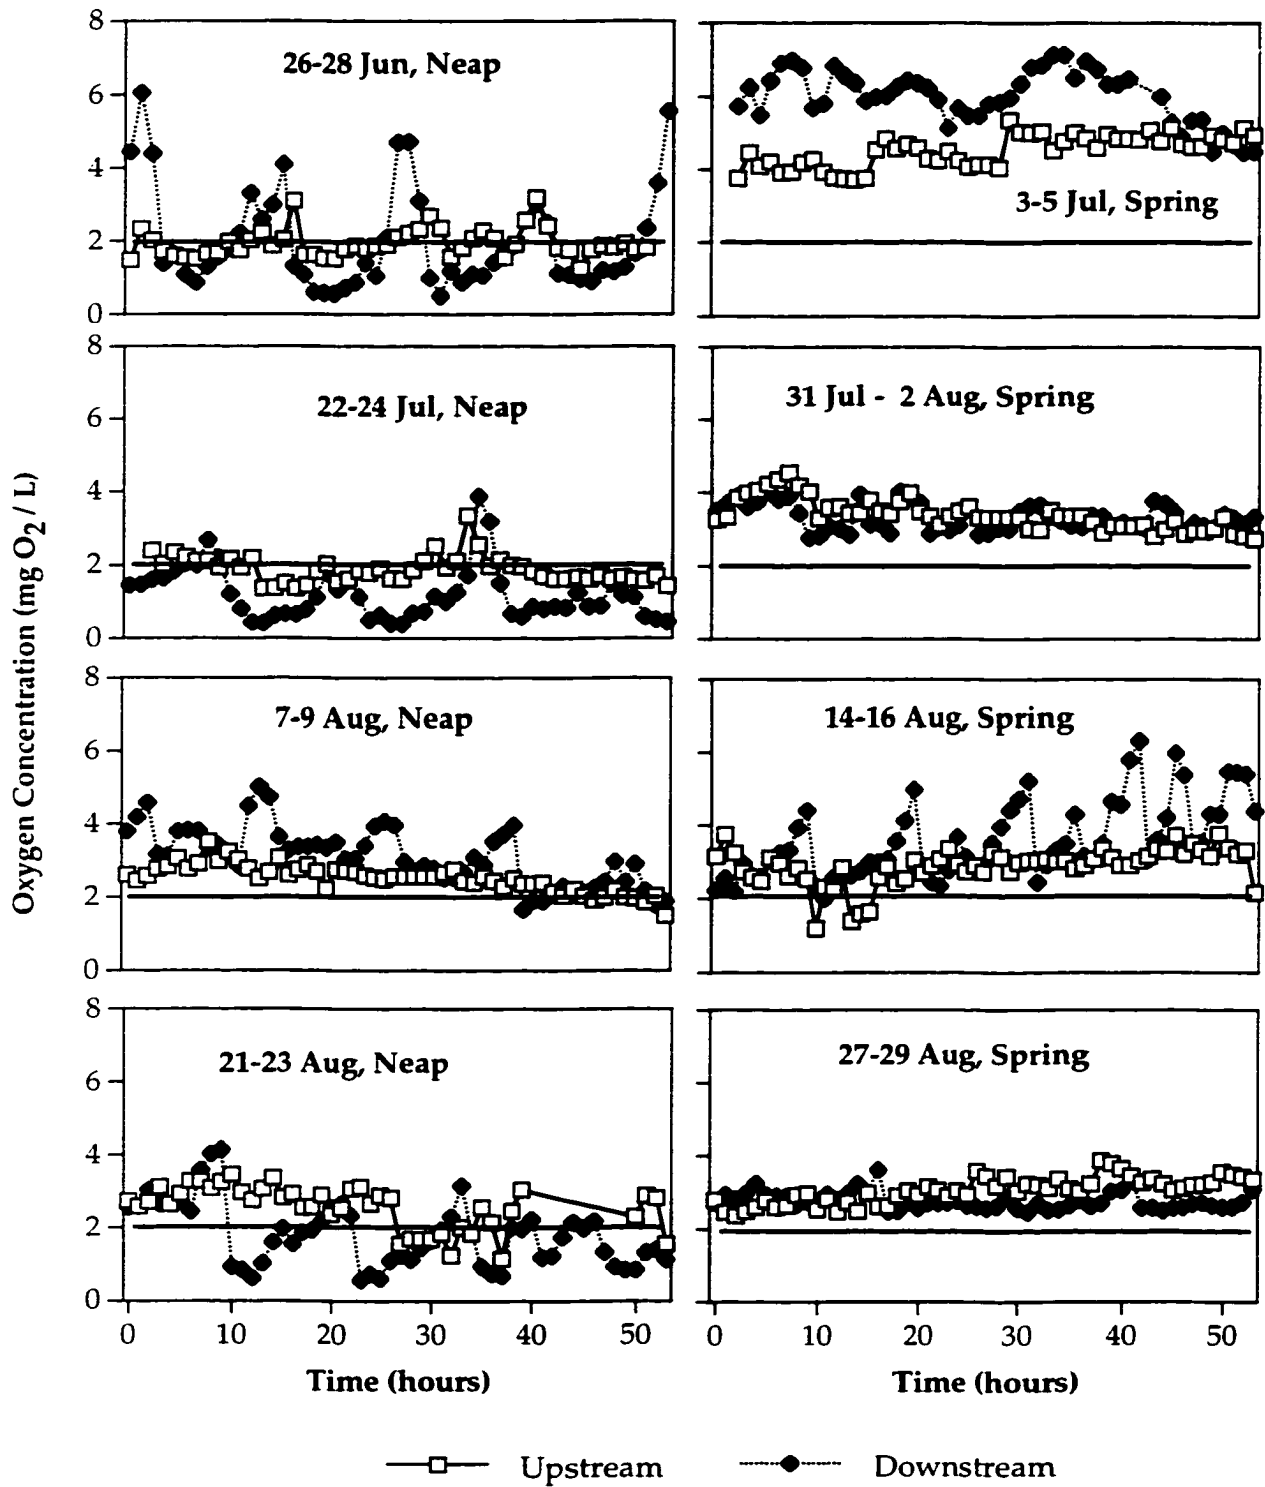 8
6
4
2
0
26-28 Jun, Neap
3-5 Jul, Spring
8
6
4
2
0
22-24 Jul, Neap
31 Jul - 2 Aug, Spring
8
6
4
2
0
7-9 Aug, Neap
14-16 Aug, Spring
8
6
4
2
0
21-23 Aug, Neap
27-29 Aug, Spring
Oxygen Concentration (mg O2 / L)
0 10 20 30 40 50
0 10 20 30 40 50
Time (hours)
Time (hours)
Upstream
Downstream